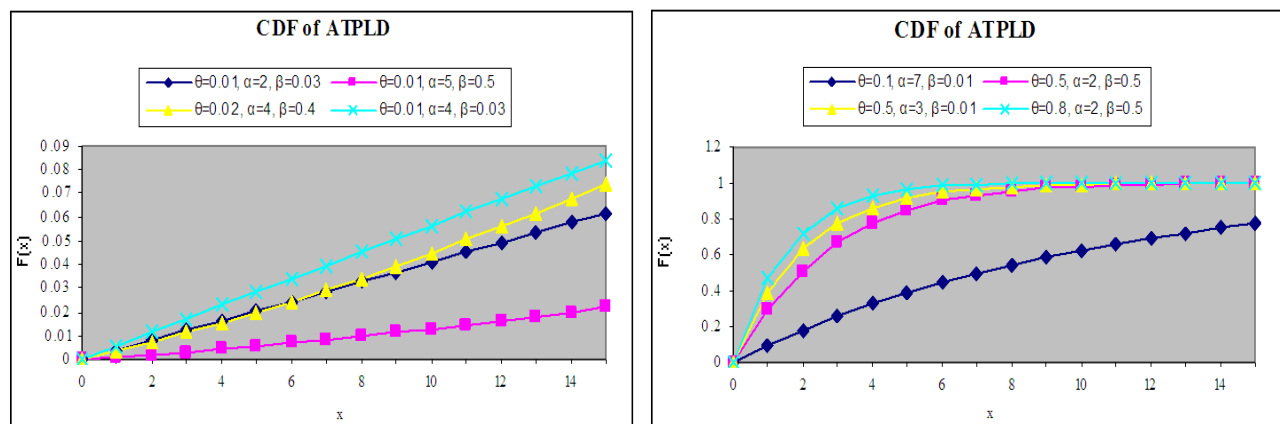 CDF of ATPLD
θ=0.01, α=2, β=0.03 θ=0.01, α=5, β=0.5
θ=0.02, α=4, β=0.4 θ=0.01, α=4, β=0.03
0.09
0.08
0.07
0.06
0.05
0.04
0.03
0.02
0.01
0
F(x)
0 2 4 6 8 10 12 14
x
CDF of ATPLD
θ=0.1, α=7, β=0.01 θ=0.5, α=2, β=0.5
θ=0.5, α=3, β=0.01 θ=0.8, α=2, β=0.5
1.2
1
0.8
0.6
0.4
0.2
0
F(x)
0 2 4 6 8 10 12 14
x